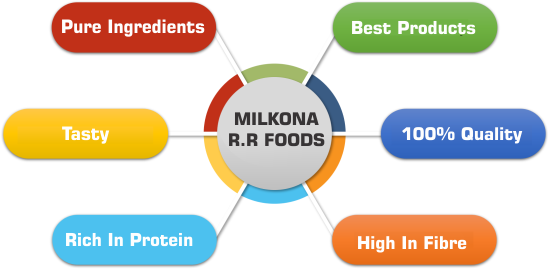 Pure Ingredients
Best Products
Tasty
MILKONA
R.R FOODS
100% Quality
Rich In Protein
High In Fibre